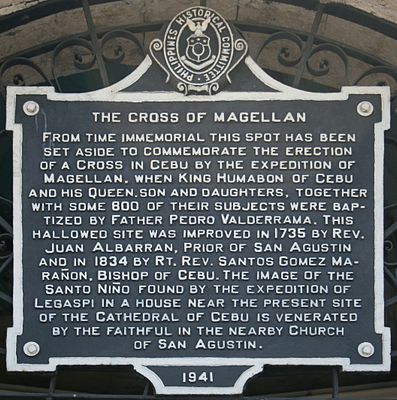 PHILIPPINES HISTORICAL COMMITTEE
THE CROSS OF MAGELLAN
FROM TIME IMMEMORIAL THIS SPOT HAS BEEN
SET ASIDE TO COMMEMORATE THE ERECTION
OF A CROSS IN CEBU BY THE EXPEDITION OF
MAGELLAN. WHEN KING HUMABON OF CEBU
AND HIS QUEEN, SON AND DAUGHTERS, TOGETHER
WITH SOME 800 OF THEIR SUBJECTS WERE BAP-
TIZED BY FATHER PEDRO VALDERRAMA. THIS
HALLOWED SITE WAS IMPROVED IN 1735 BY REV.
JUAN ALBARRAN, PRIOR OF SAN AGUSTIN
AND IN 1834 BY RT. REV. SANTOS GOMEZ MA-
RAÑON, BISHOP OF CEBU. THE IMAGE OF THE
SANTO NIÑO FOUND BY THE EXPEDITION OF
LEGASPI IN A HOUSE NEAR THE PRESENT SITE
OF THE CATHEDRAL OF CEBU IS VENERATED
BY THE FAITHFUL IN THE NEARBY CHURCH
OF SAN AGUSTIN.
1941